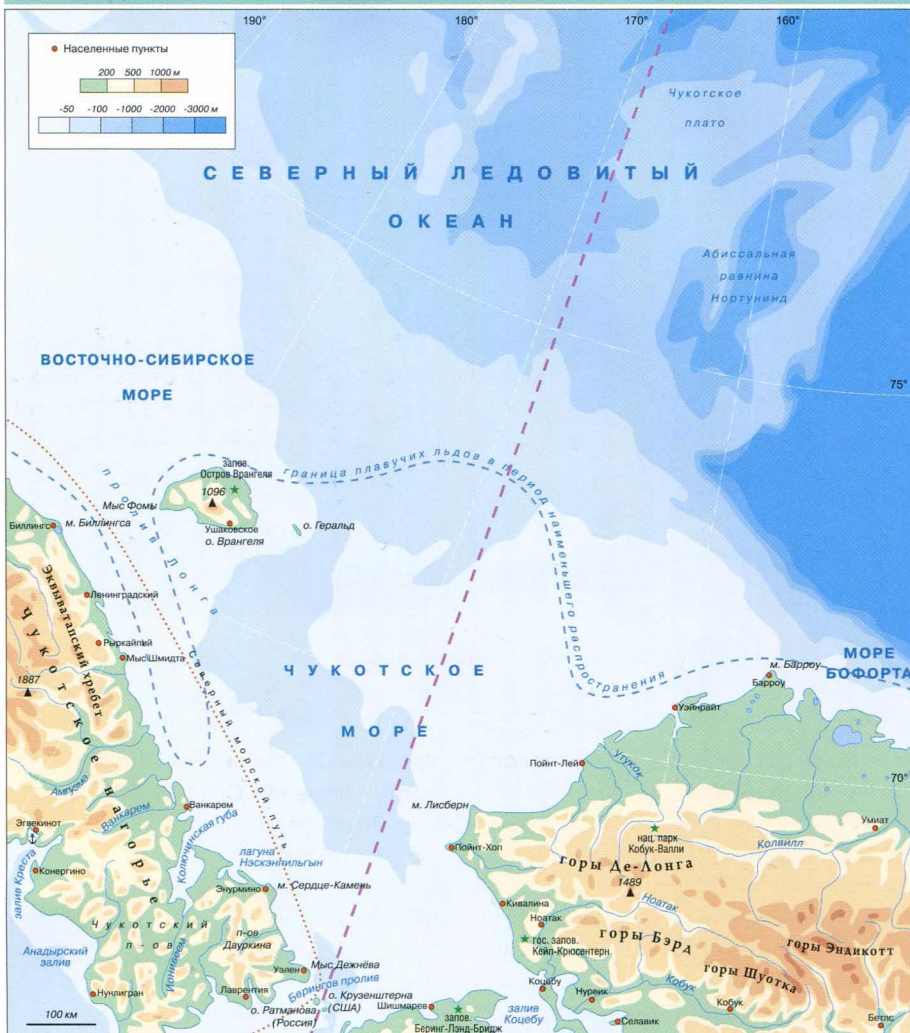 190°
180°
170°
160°
Населенные пункты
200 500 1000 м
-50 -100 -1000 -2000 -3000 м
Чукотское
плато
СЕВЕРНЫЙ ЛЕДОВИТЫЙ
ОКЕАН
Абиссальная
равнина
Нортуинд
ВОСТОЧНО-СИБИРСКОЕ
МОРЕ
75°
граница плавучих льдов в период наименьшего распространения
запов.
Остров Врангеля
1096
Мыс Фомы
Ушаковское
о. Врангеля
о. Геральд
пролив Лонга
Биллингс
м. Биллингса
Ленинградский
Эквыватапский хребет
Чукотское нагорье
Рыркайпий
Мыс Шмидта
1887
Северный морской путь
ЧУКОТСКОЕ
МОРЕ
МОРЕ
БОФОРТА
м. Барроу
Барроу
Уэйнрайт
Пойнт-Лей
Утукок
70°
Амгуэма
Ванкарем
Ванкарем
Эгвекинот
залив Креста
Конергино
Колючинская губа
лагуна
Нэскэнпильгын
м. Лисберн
Пойнт-Хоп
нац. парк
Кобук-Валли
Умиат
Колвилл
горы Де-Лонга
1489
Энурмино
м. Сердце-Камень
Кивалина
Ноатак
Ноатак
гос. запов.
Кейп-Крюсентерн
горы Бэрд
горы Эндикотт
горы Шуотка
Чукотский
п-ов
п-ов
Дауркина
Анадырский
залив
Ионивеем
Уэлен
Мыс Дежнёва
Берингов пролив
Нунлигран
Лаврентия
о. Крузенштерна
(США)
о. Ратманова
(Россия)
Шишмарев
запов.
Беринг-Лэнд-Бридж
Коцебу
залив
Коцебу
Нурвик
Кобук
Кобук
Селавик
Бетлс
100 км